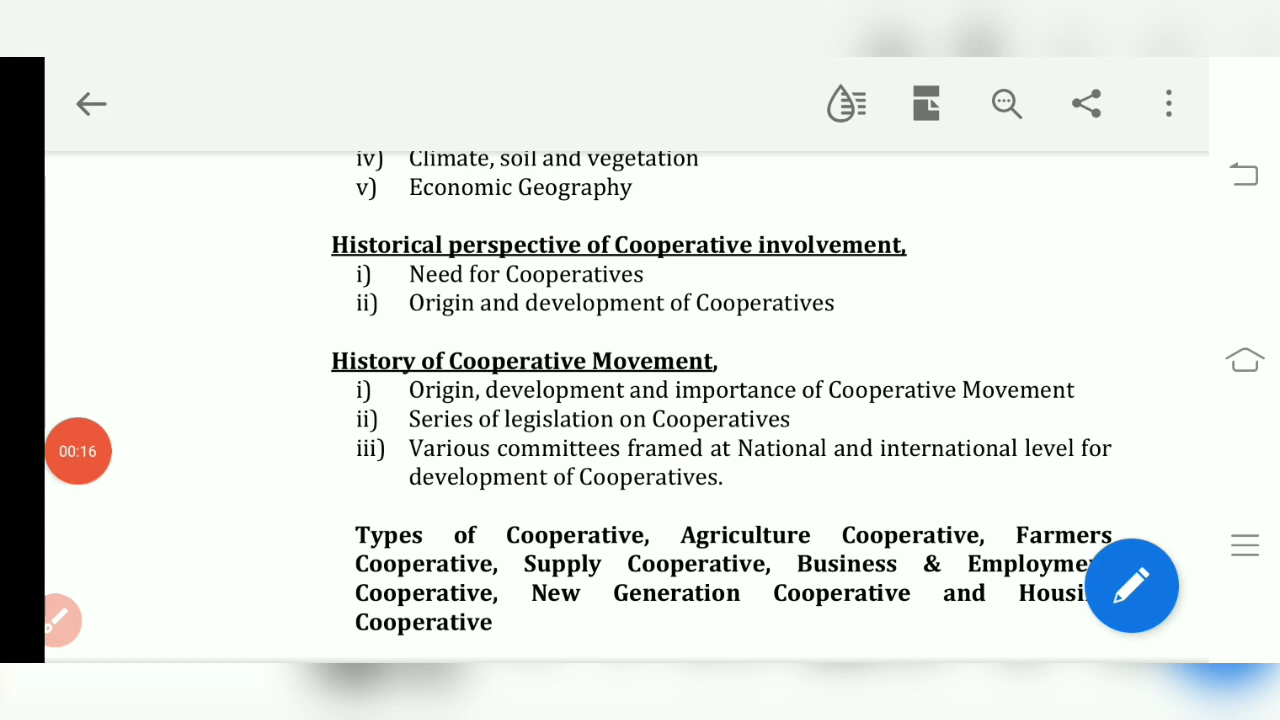 iv) Climate, soil and vegetation
v) Economic Geography
Historical perspective of Cooperative involvement,
i) Need for Cooperatives
ii) Origin and development of Cooperatives
History of Cooperative Movement,
i) Origin, development and importance of Cooperative Movement
ii) Series of legislation on Cooperatives
iii) Various committees framed at National and international level for
development of Cooperatives.
00:16
Types of Cooperative, Agriculture Cooperative, Farmers
Cooperative, Supply Cooperative, Business &
Cooperative, New Generation Cooperative and
Cooperative